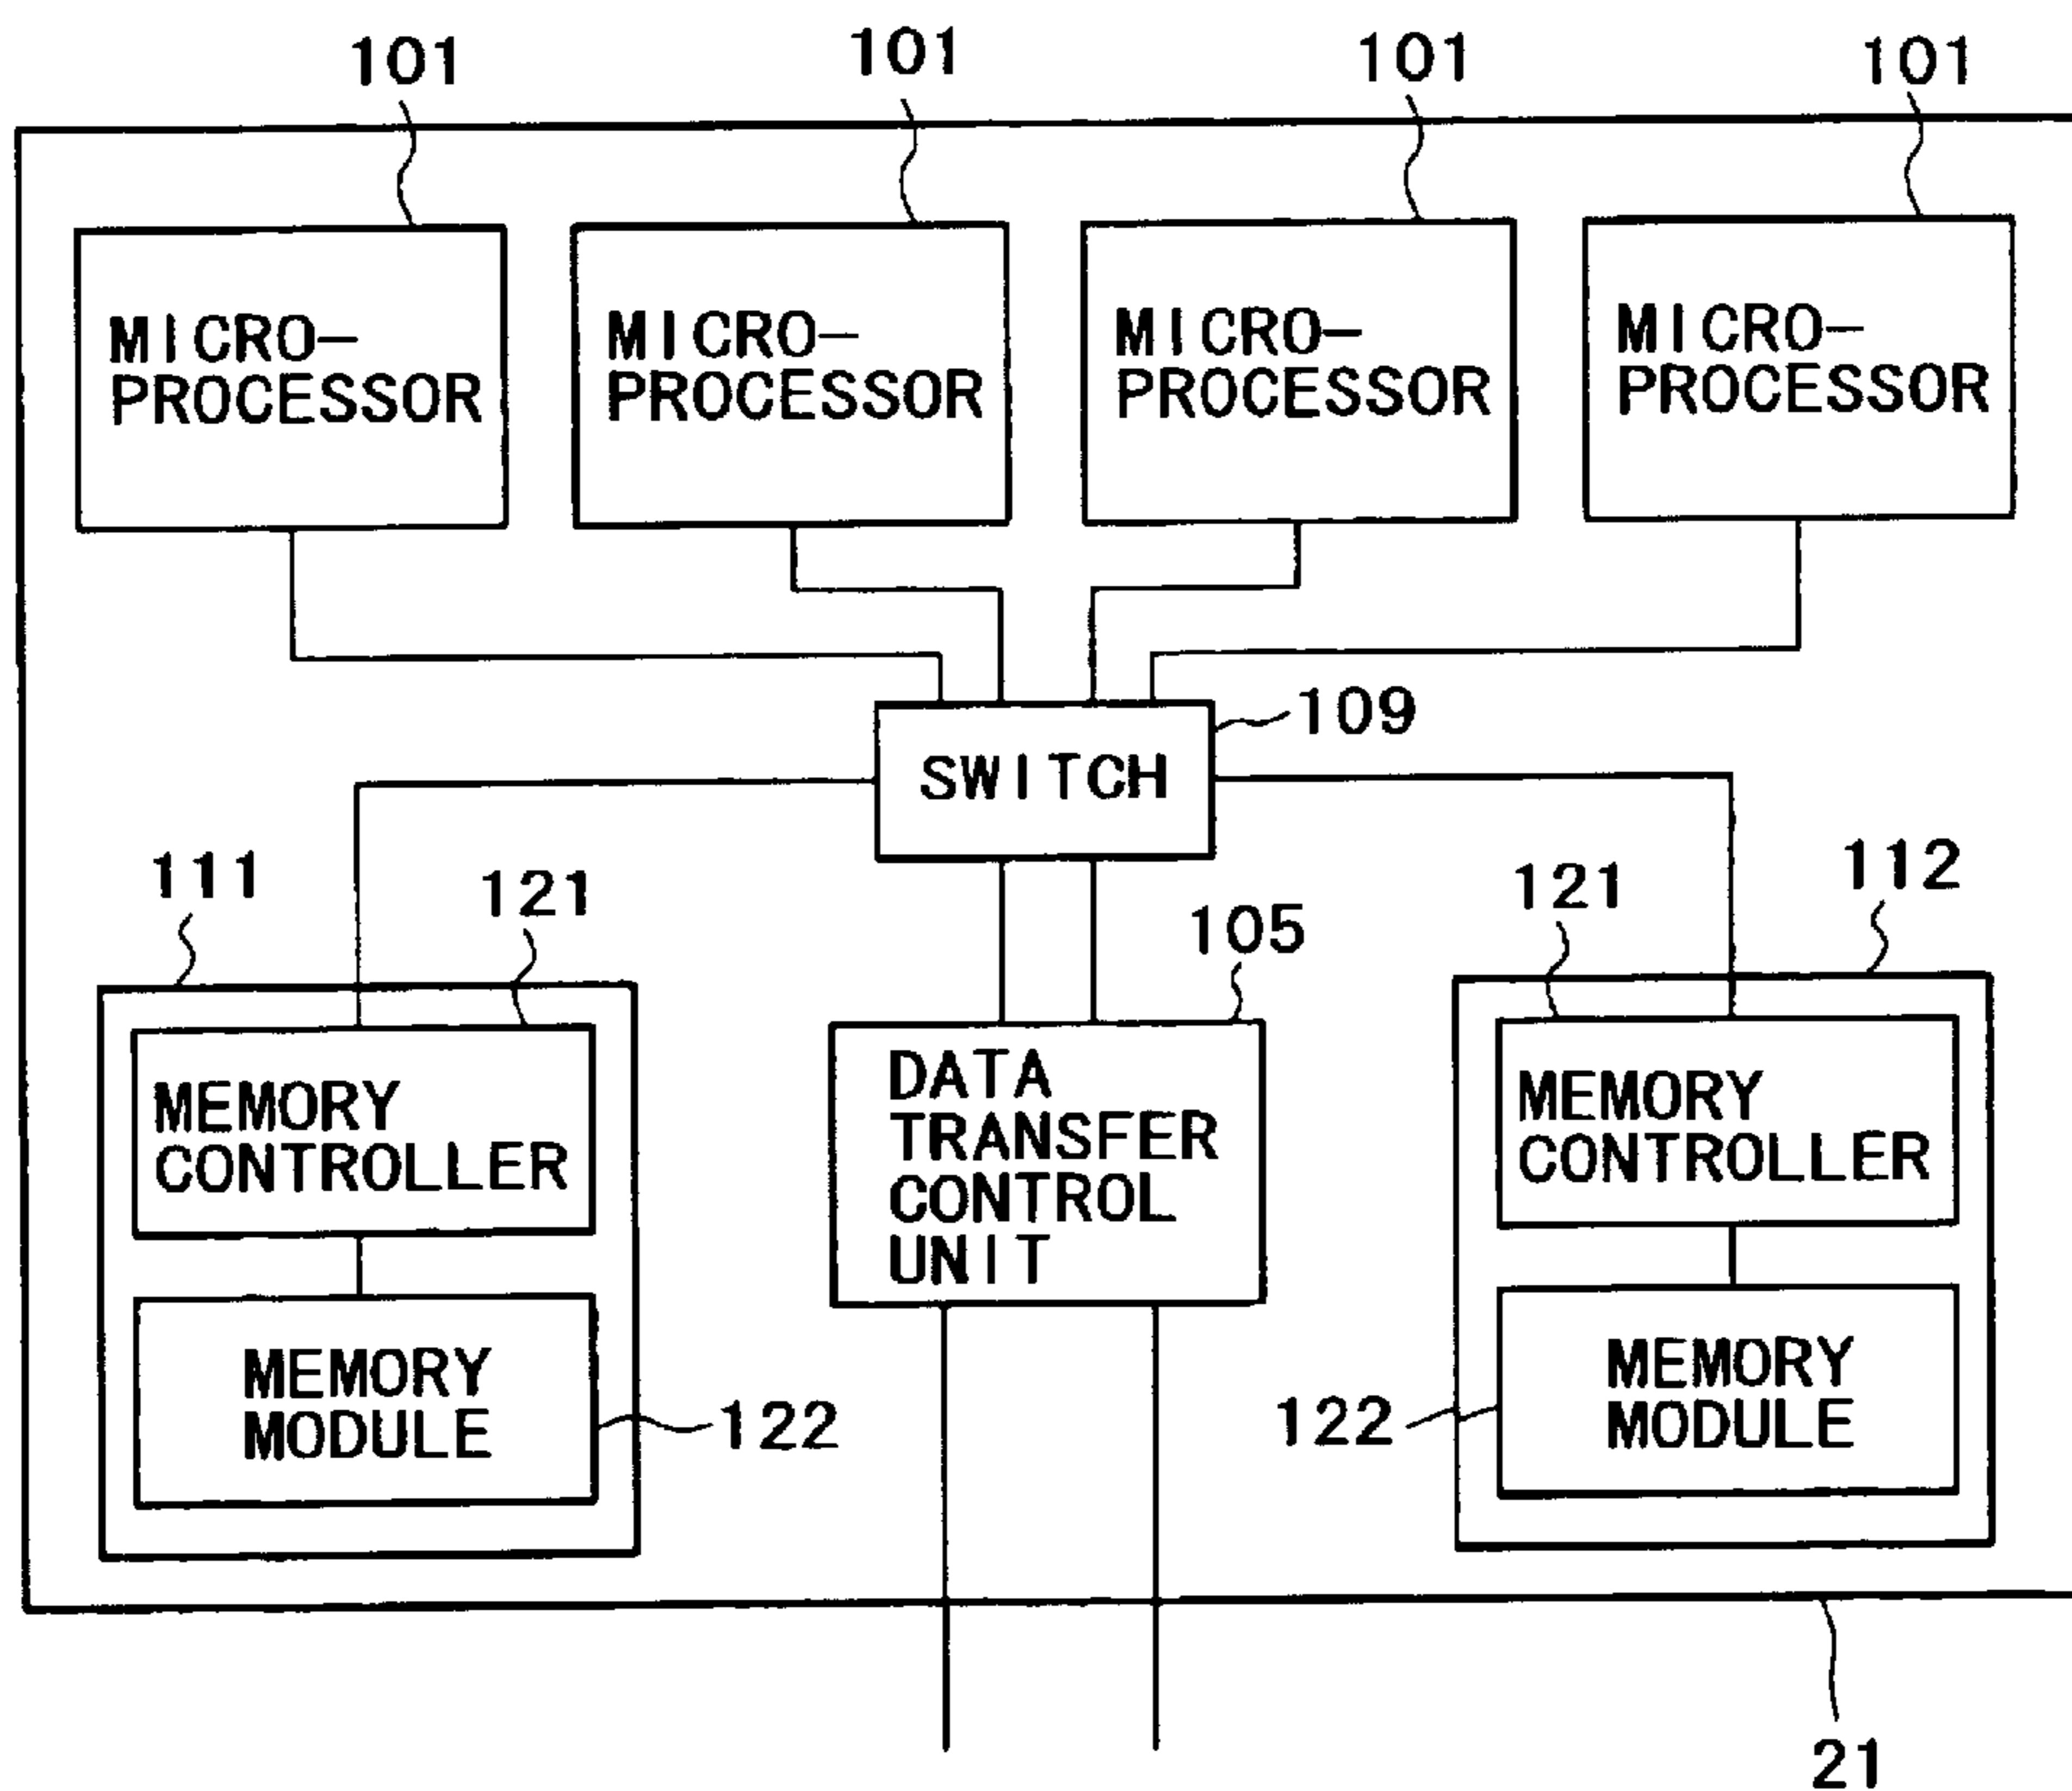 101
101
101
101
MICRO-
PROCESSOR
MICRO-
PROCESSOR
MICRO-
PROCESSOR
MICRO-
PROCESSOR
109
SWITCH
111
121
105
121
112
MEMORY
CONTROLLER
DATA
TRANSFER
CONTROL
UNIT
MEMORY
CONTROLLER
MEMORY
MODULE
122
122
MEMORY
MODULE
21